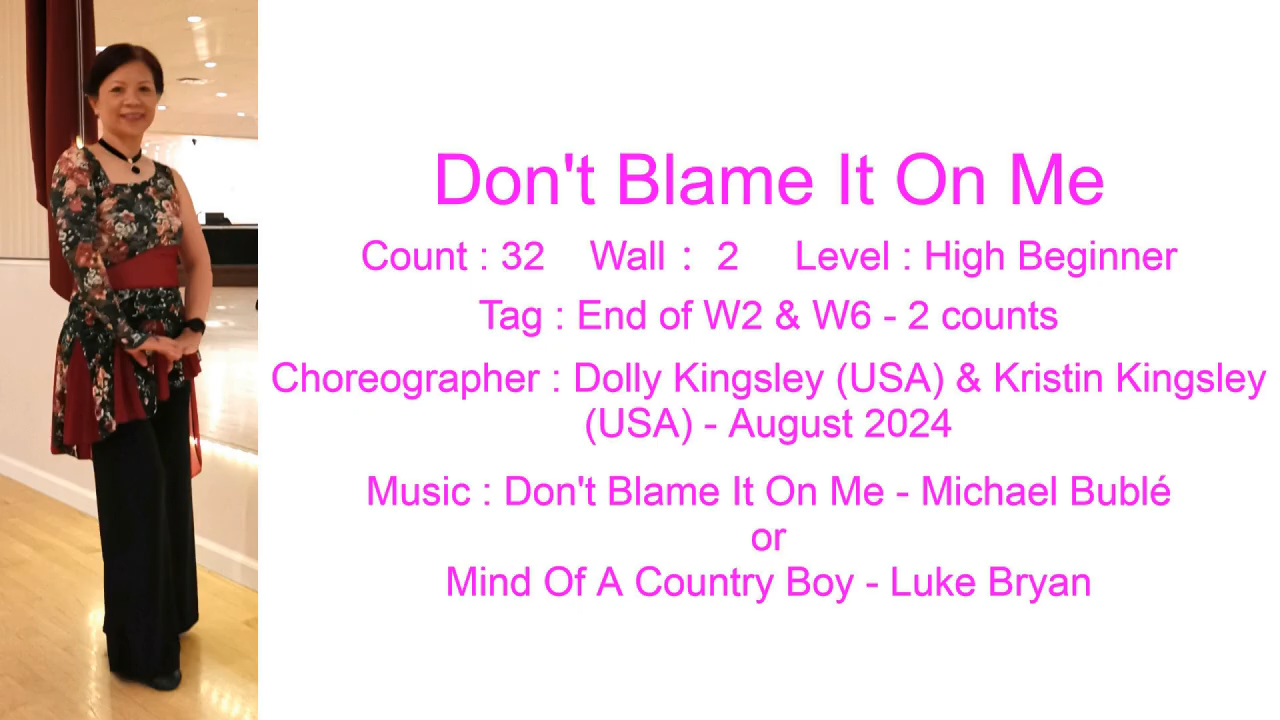 Don't Blame It On Me
Count : 32 Wall : 2 Level : High Beginner
Tag : End of W2 & W6 - 2 counts
Choreographer : Dolly Kingsley (USA) & Kristin Kingsley
(USA) - August 2024
Music : Don't Blame It On Me - Michael Bublé
or
Mind Of A Country Boy - Luke Bryan